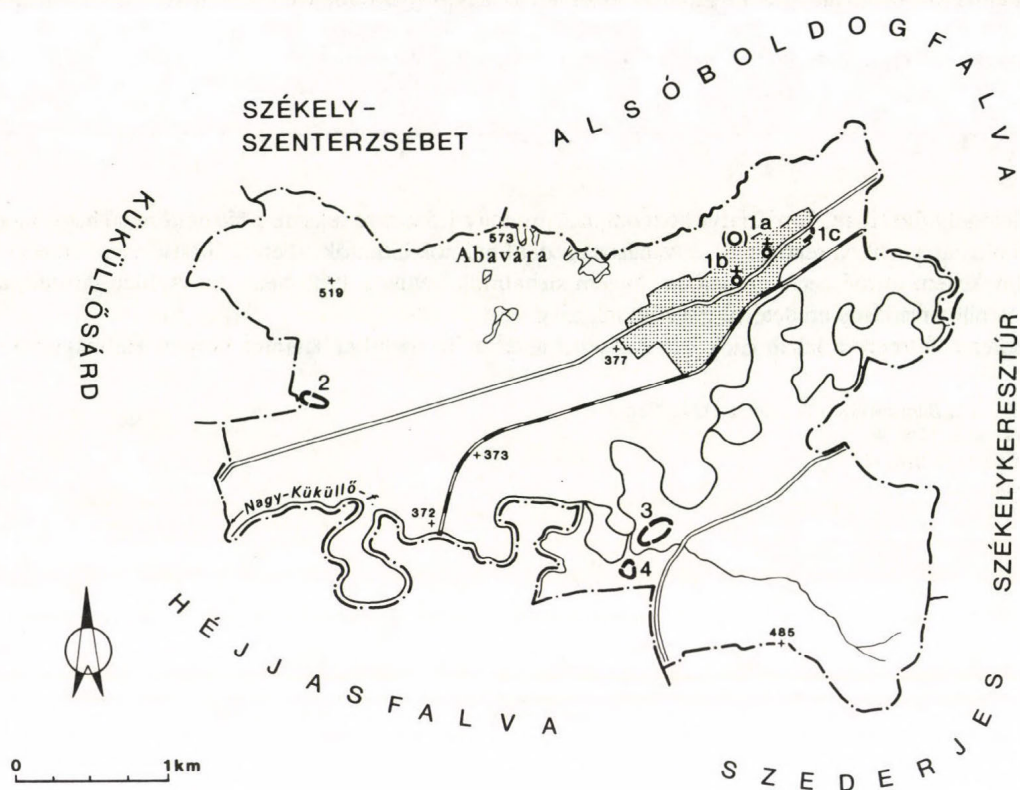 SZÉKELY-
SZENTERZSÉBET
ALSÓBOLDOGFALVA
KÜKÜLLŐSÁRD
573
Abavára
519
1a
(O)
1c
1b
377
2
373
Nagy-Küküllő
372
3
4
SZÉKELYKERESZTÚR
485
HÉJJASFALVA
SZEDERJES
0 1km